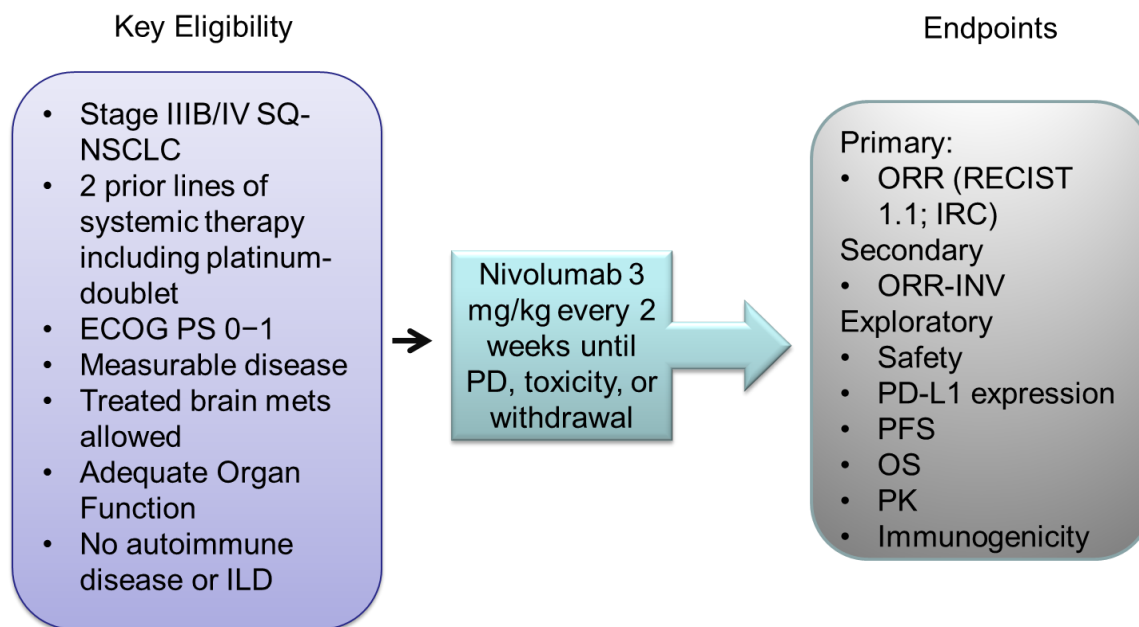 Key Eligibility
• Stage IIIB/IV SQ-
NSCLC
• 2 prior lines of
systemic therapy
including platinum-
doublet
• ECOG PS 0−1
• Measurable disease
• Treated brain mets
allowed
• Adequate Organ
Function
• No autoimmune
disease or ILD
Nivolumab 3
mg/kg every 2
weeks until
PD, toxicity, or
withdrawal
Endpoints
Primary:
• ORR (RECIST
1.1; IRC)
Secondary
• ORR-INV
Exploratory
• Safety
• PD-L1 expression
• PFS
• OS
• PK
• Immunogenicity